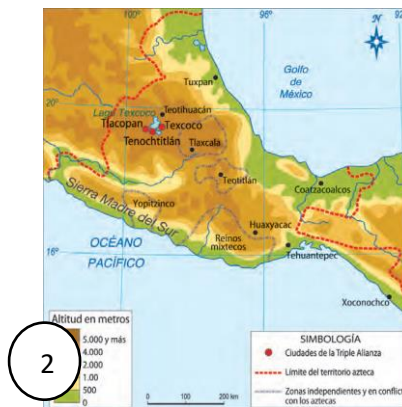 100°
96°
92
N
Golfo
de
México
Tuxpan
20°
Lago Texcoco
Teotihuacán
Tlacopan
Texcoco
Tenochtitlán
Tlaxcala
Teotitlán
Coatzacoalcos
Yopitzinco
Sierra Madre del Sur
Huaxyacac
Reinos
mixtecos
OCÉANO
PACÍFICO
16°
Tehuantepec
Xoconochco
Altitud en metros
5.000 y más
4.000
2.000
1.00
500
0
2
0
100
200 km
SIMBOLOGÍA
Ciudades de la Triple Alianza
Límite del territorio azteca
Zonas independientes y en conflic
con los aztecas